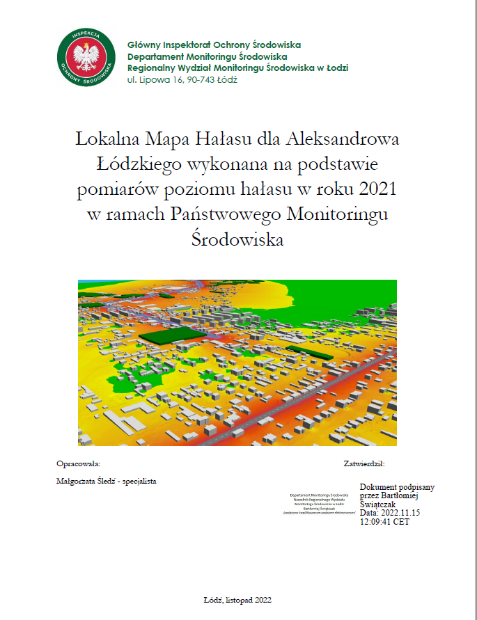 INSPEKCJA
OCHRONY ŚRODOWISKA
Główny Inspektorat Ochrony Środowiska
Departament Monitoringu Środowiska
Regionalny Wydział Monitoringu Środowiska w Łodzi
ul. Lipowa 16, 90-743 Łódź
Lokalna Mapa Hałasu dla Aleksandrowa
Łódzkiego wykonana na podstawie
pomiarów poziomu hałasu w roku 2021
w ramach Państwowego Monitoringu
Środowiska
Opracowała:
Zatwierdził:
Małgorzata Śledź - specjalista
Departament Monitoringu Środowiska
Naczelnik Regionalnego Wydziału
Monitoringu Środowiska w Łodzi
Bartłomiej Świątczak
Dokument podpisany
przez Bartłomiej
Świątczak
Data: 2022.11.15
12:09:41 CET
Łódź, listopad 2022